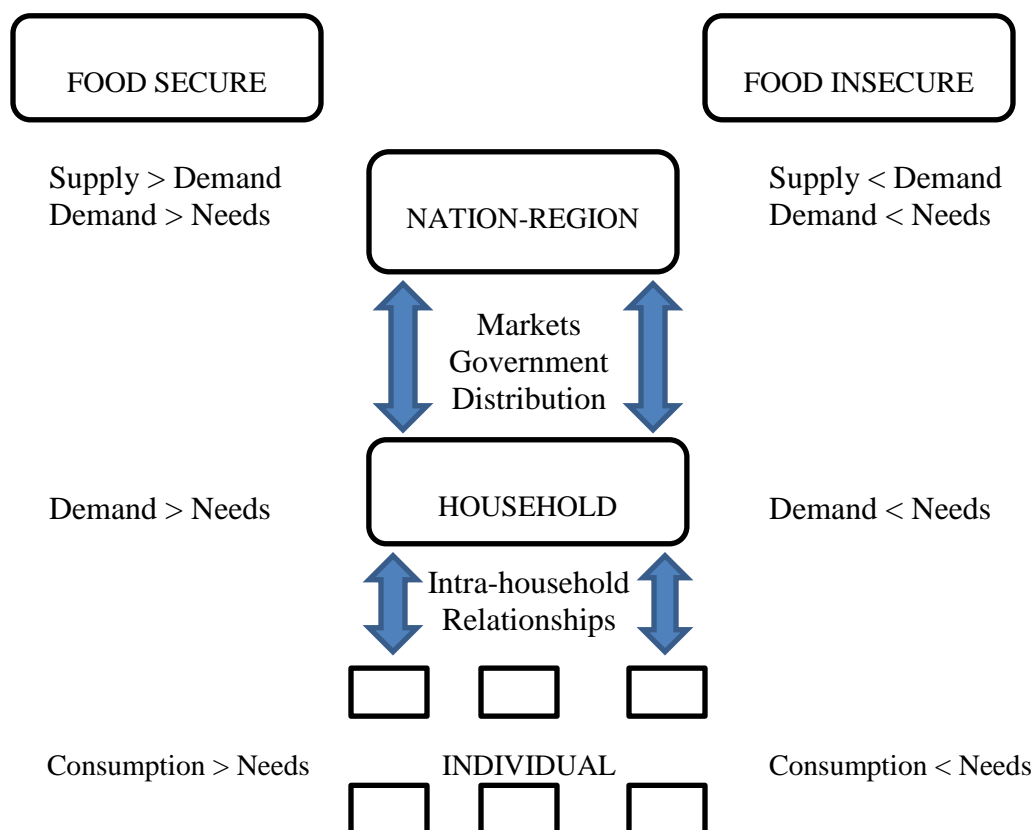 FOOD SECURE
FOOD INSECURE
Supply > Demand
Demand > Needs
NATION-REGION
Supply < Demand
Demand < Needs
Markets
Government
Distribution
Demand > Needs
HOUSEHOLD
Demand < Needs
Intra-household
Relationships
Consumption > Needs
INDIVIDUAL
Consumption < Needs